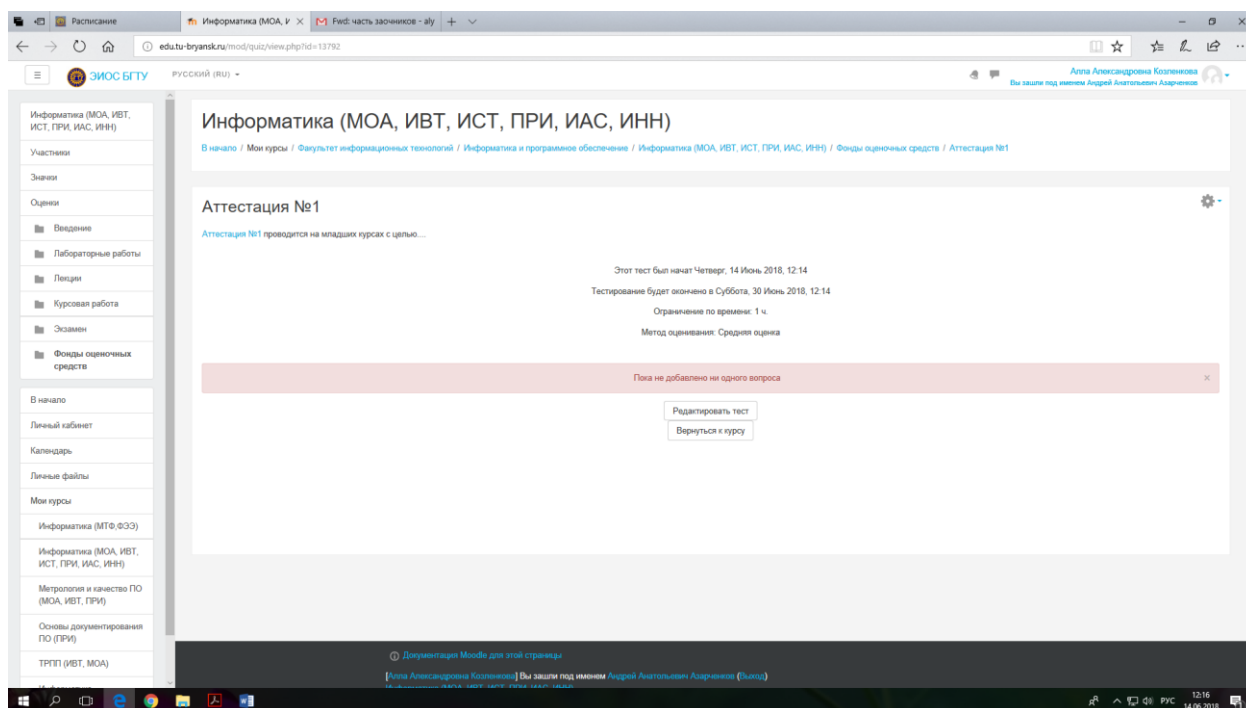 Расписание
Информатика (МОА, И
Fwd: часть заочников - aly
edu.tu-bryansk.ru/mod/quiz/view.php?id=13792
ЭИОС БГТУ
РУССКИЙ (RU)
Алла Александровна Козленкова
Вы зашли под именем Андрей Анатольевич Азарченков
Информатика (МОА, ИВТ,
ИСТ, ПРИ, ИАС, ИНН)
Участники
Значки
Оценки
Введение
Лабораторные работы
Лекции
Курсовая работа
Экзамен
Фонды оценочных
средств
В начало
Личный кабинет
Календарь
Личные файлы
Мои курсы
Информатика (МТФ,ФЭЭ)
Информатика (МОА, ИВТ,
ИСТ, ПРИ, ИАС, ИНН)
Метрология и качество ПО
(МОА, ИВТ, ПРИ)
Основы документирования
ПО (ПРИ)
ТРПП (ИВТ, МОА)
Информатика (МОА, ИВТ, ИСТ, ПРИ, ИАС, ИНН)
В начало / Мои курсы / Факультет информационных технологий / Информатика и программное обеспечение / Информатика (МОА, ИВТ, ИСТ, ПРИ, ИАС, ИНН) / Фонды оценочных средств / Аттестация №1
Аттестация №1
Аттестация №1 проводится на младших курсах с целью....
Этот тест был начат Четверг, 14 Июнь 2018, 12:14
Тестирование будет окончено в Суббота, 30 Июнь 2018, 12:14
Ограничение по времени: 1 ч.
Метод оценивания: Средняя оценка
Пока не добавлено ни одного вопроса
Редактировать тест
Вернуться к курсу
Документация Moodle для этой страницы
[Алла Александровна Козленкова] Вы зашли под именем Андрей Анатольевич Азарченков (Выход)
Информатика (МОА, ИВТ, ИСТ, ПРИ, ИАС, ИНН)
РУС
12:16
14.06.2018